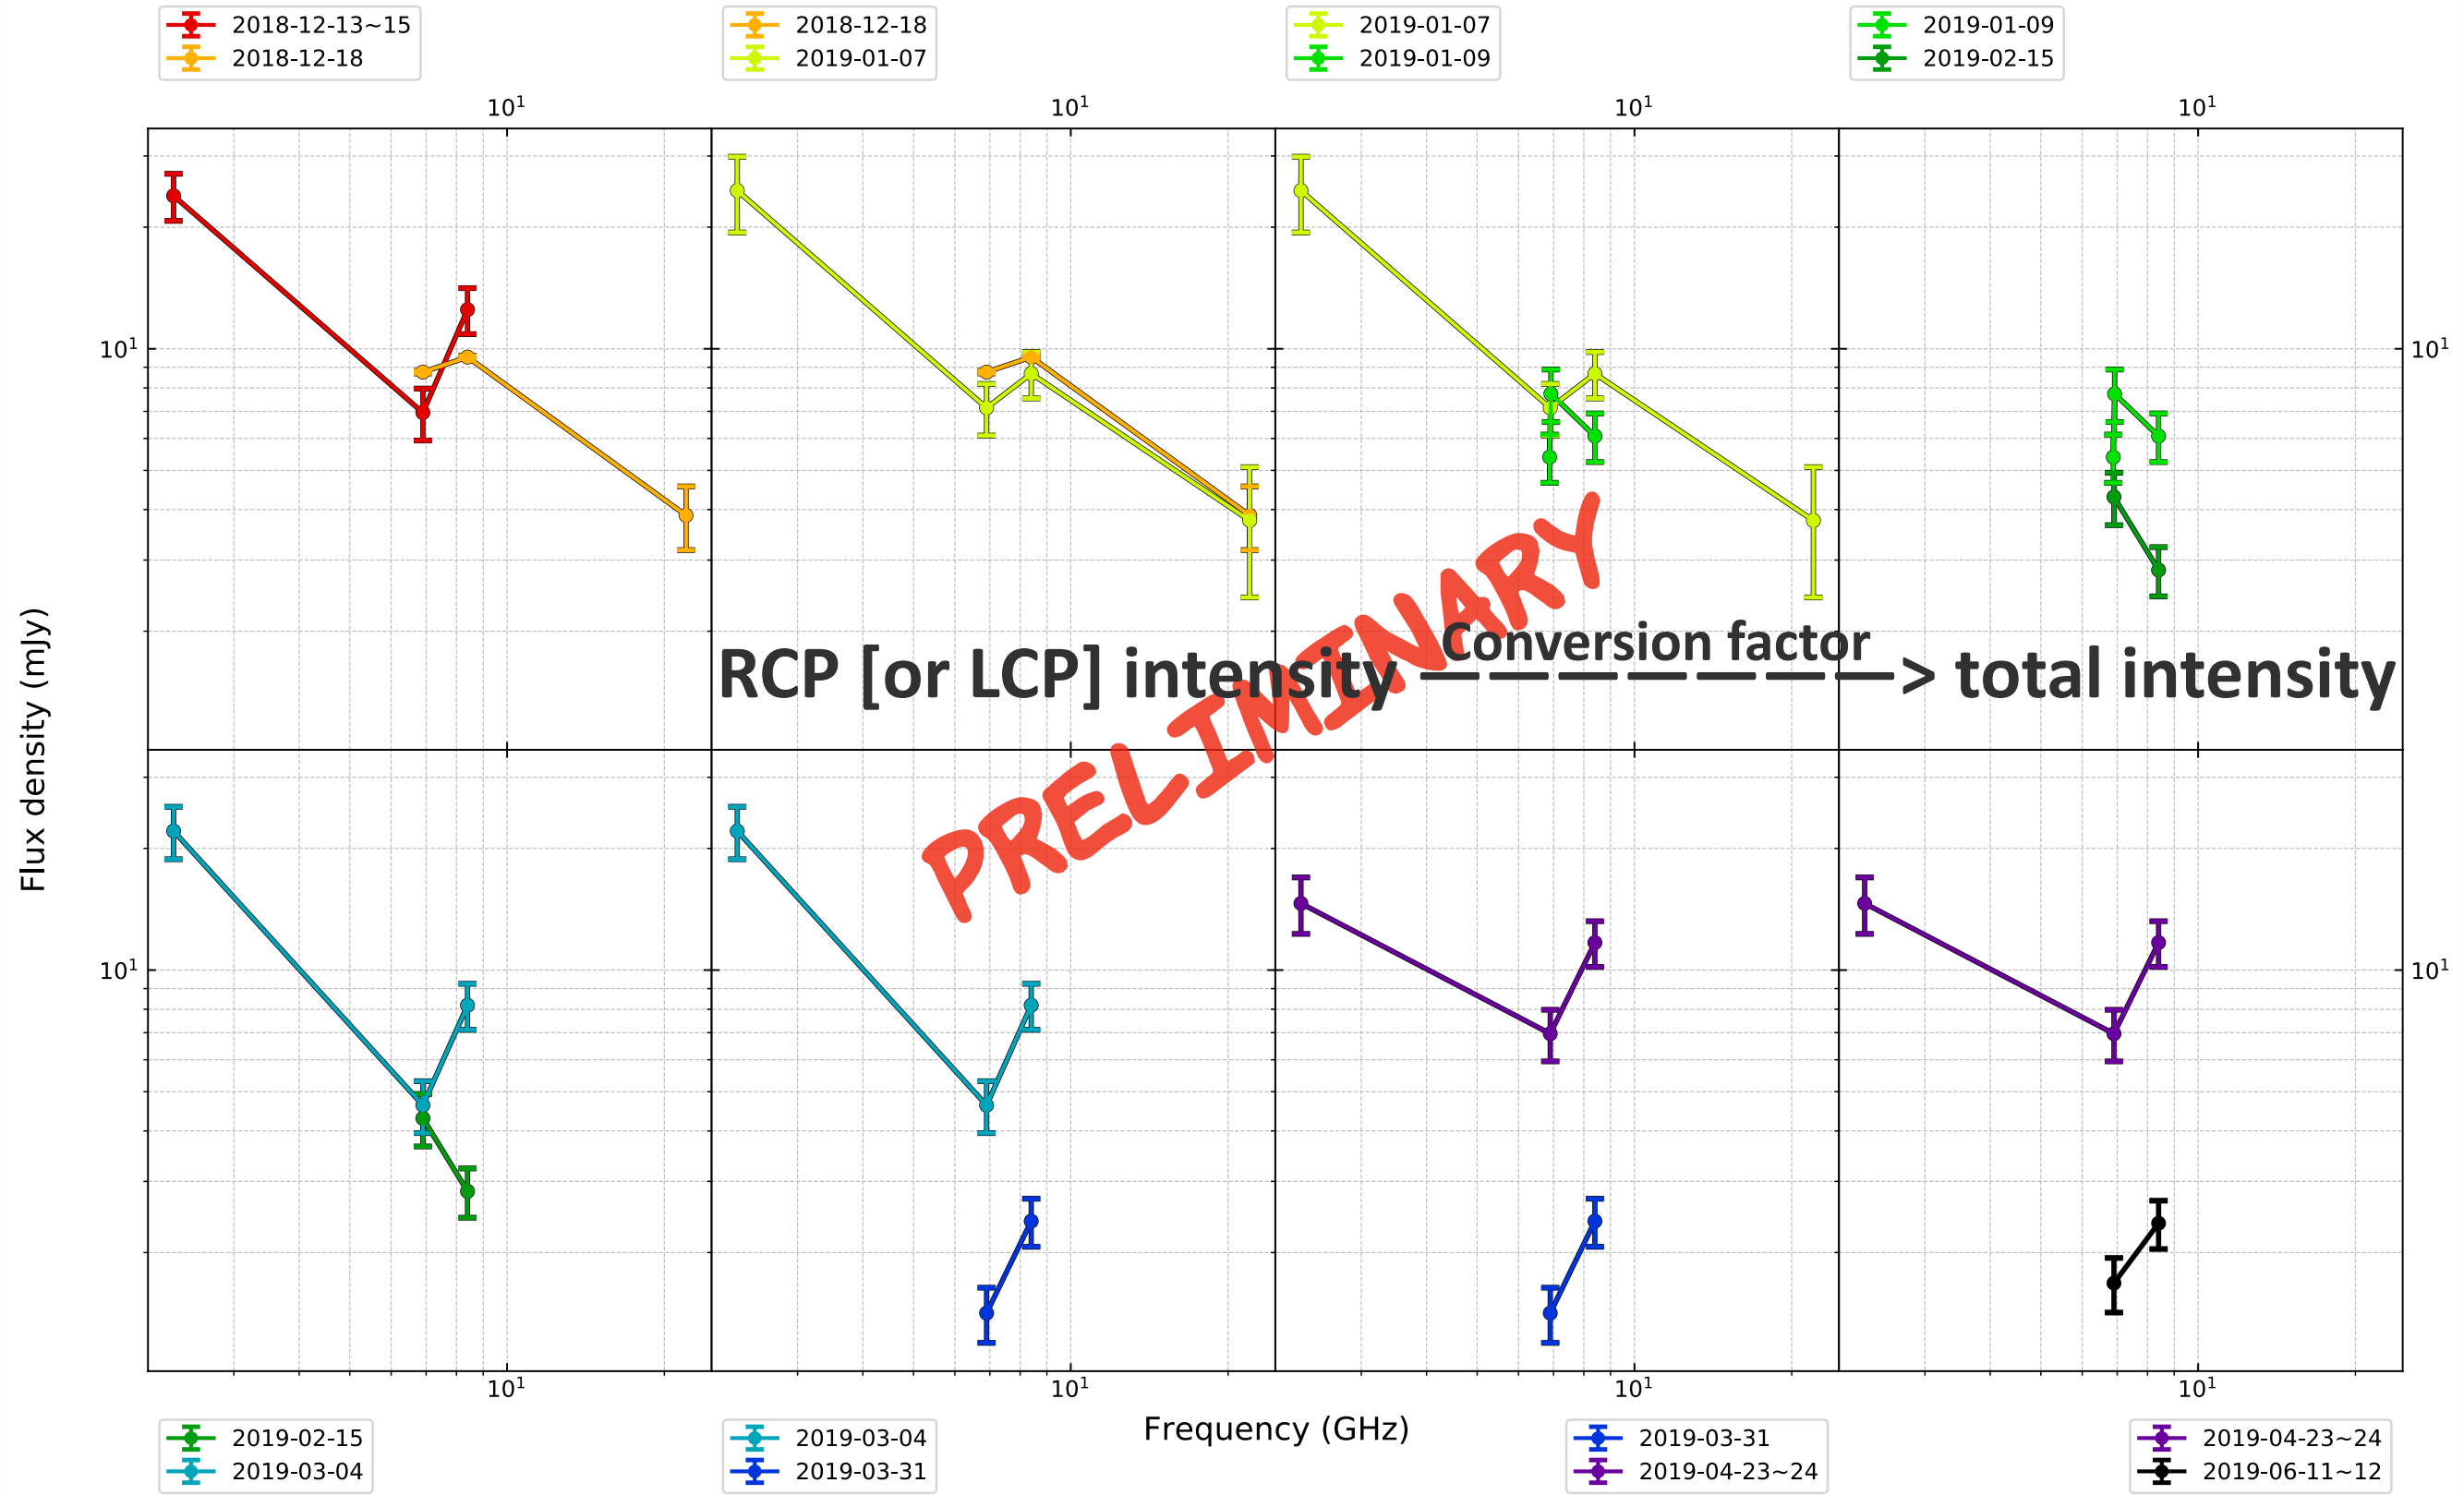 2018-12-13~15
2018-12-18
2018-12-18
2019-01-07
2019-01-07
2019-01-09
2019-01-09
2019-02-15
10¹ 10¹ 10¹ 10¹
10¹ 10¹
Flux density (mJy)
PRELIMINARY
Conversion factor
RCP [or LCP] intensity ———————> total intensity
10¹ 10¹
10¹ 10¹ 10¹ 10¹
Frequency (GHz)
2019-02-15
2019-03-04
2019-03-04
2019-03-31
2019-03-31
2019-04-23~24
2019-04-23~24
2019-06-11~12